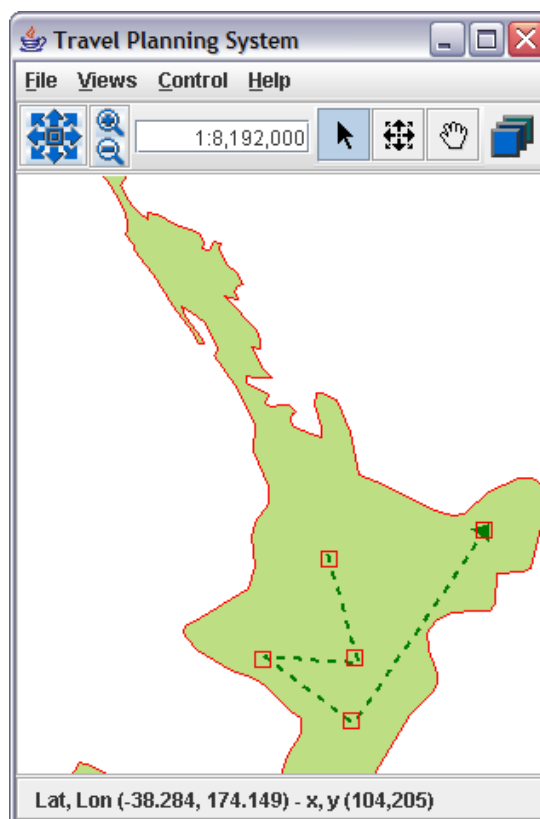 Travel Planning System
File Views Control Help
1:8,192,000
Lat, Lon (-38.284, 174.149) - x, y (104,205)